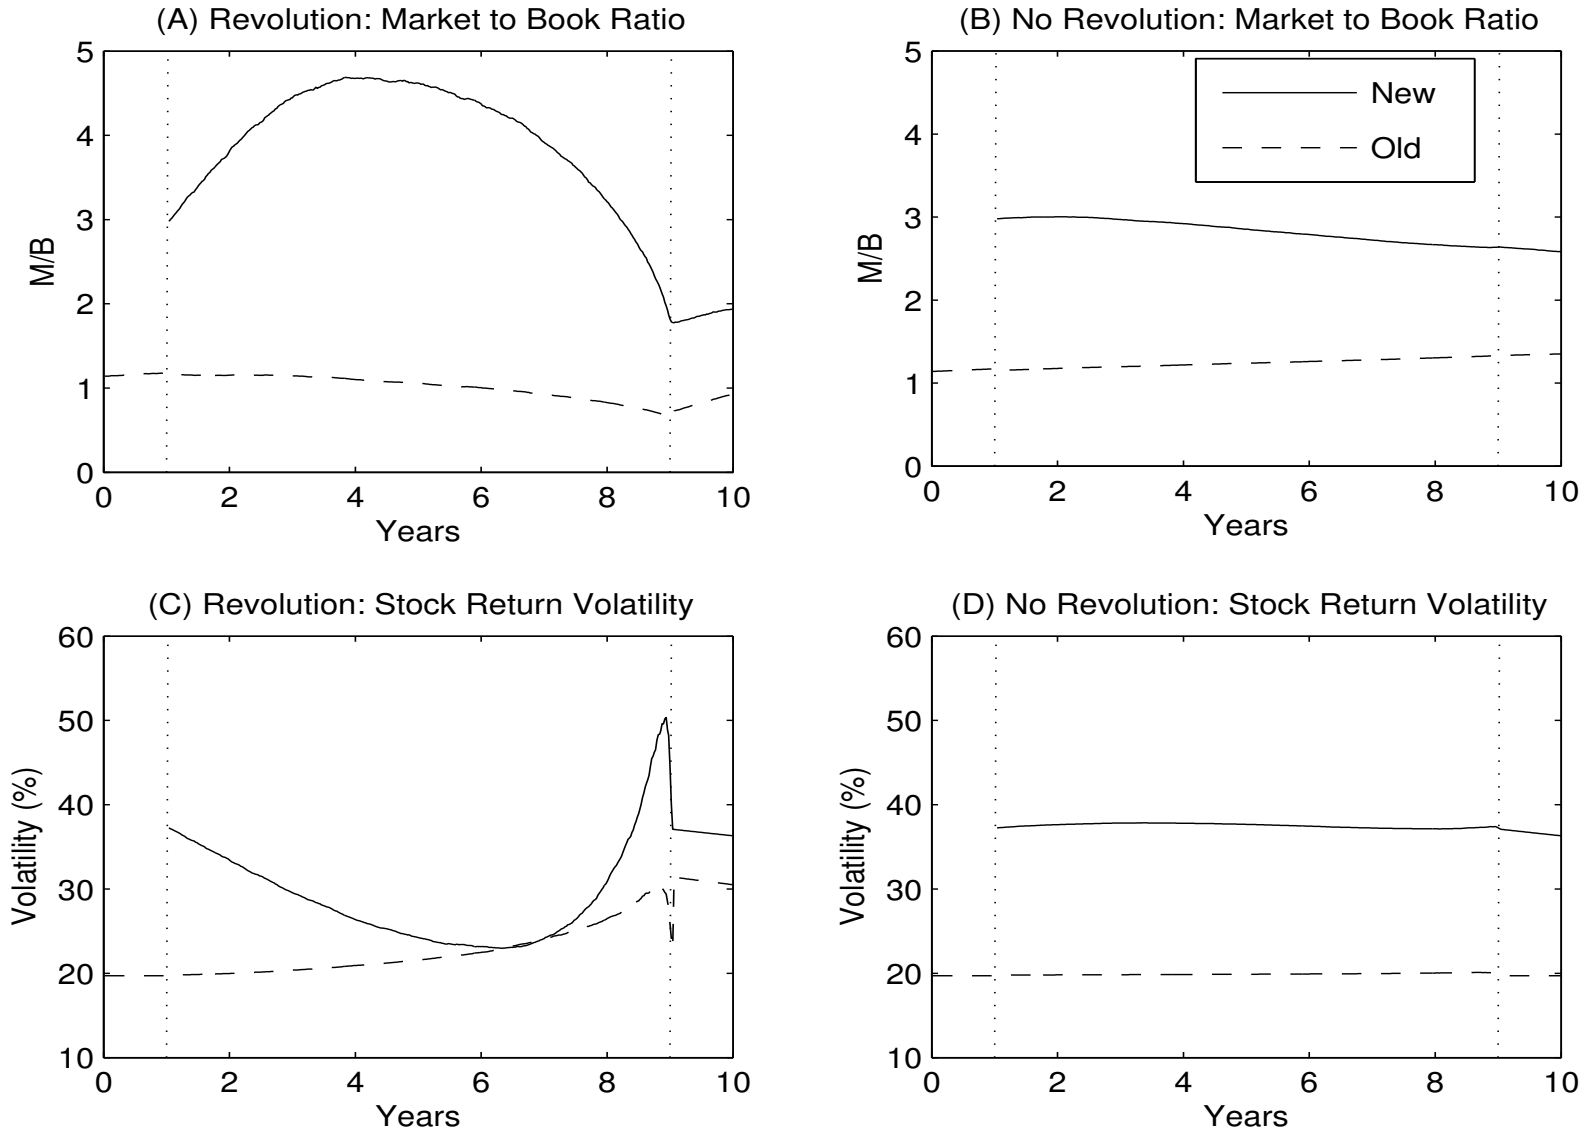 (A) Revolution: Market to Book Ratio
5
4
3
2
1
0
M/B
0 2 4 6 8 10
Years
(B) No Revolution: Market to Book Ratio
5
4
3
2
1
0
M/B
New
Old
0 2 4 6 8 10
Years
(C) Revolution: Stock Return Volatility
60
50
40
30
20
10
Volatility (%)
0 2 4 6 8 10
Years
(D) No Revolution: Stock Return Volatility
60
50
40
30
20
10
Volatility (%)
0 2 4 6 8 10
Years